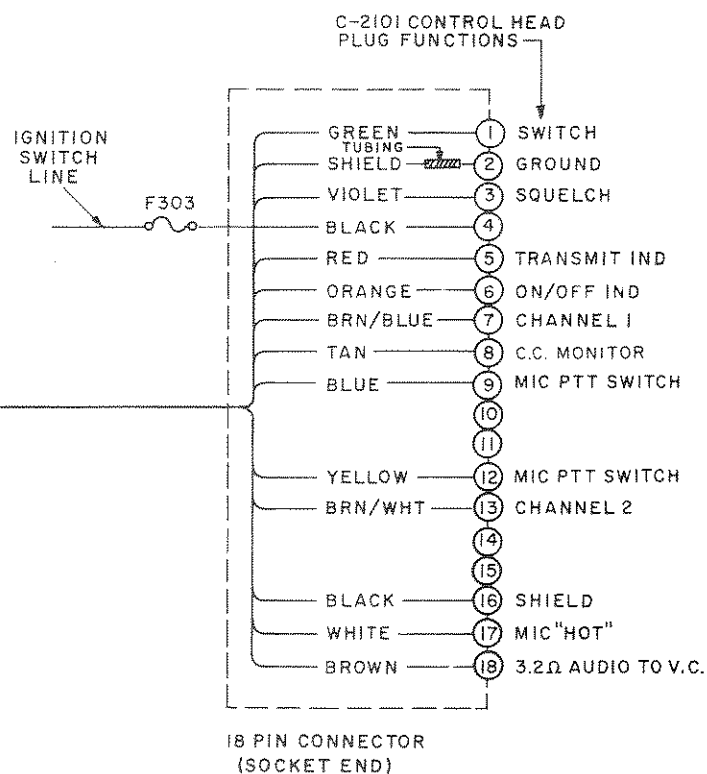 C-2101 CONTROL HEAD
PLUG FUNCTIONS
IGNITION
SWITCH
LINE
F303
GREEN 1 SWITCH
TUBING
SHIELD 2 GROUND
VIOLET 3 SQUELCH
BLACK 4
RED 5 TRANSMIT IND
ORANGE 6 ON/OFF IND
BRN/BLUE 7 CHANNEL 1
TAN 8 C.C. MONITOR
BLUE 9 MIC PTT SWITCH
10
11
YELLOW 12 MIC PTT SWITCH
BRN/WHT 13 CHANNEL 2
14
15
BLACK 16 SHIELD
WHITE 17 MIC "HOT"
BROWN 18 3.2Ω AUDIO TO V.C.
18 PIN CONNECTOR
(SOCKET END)